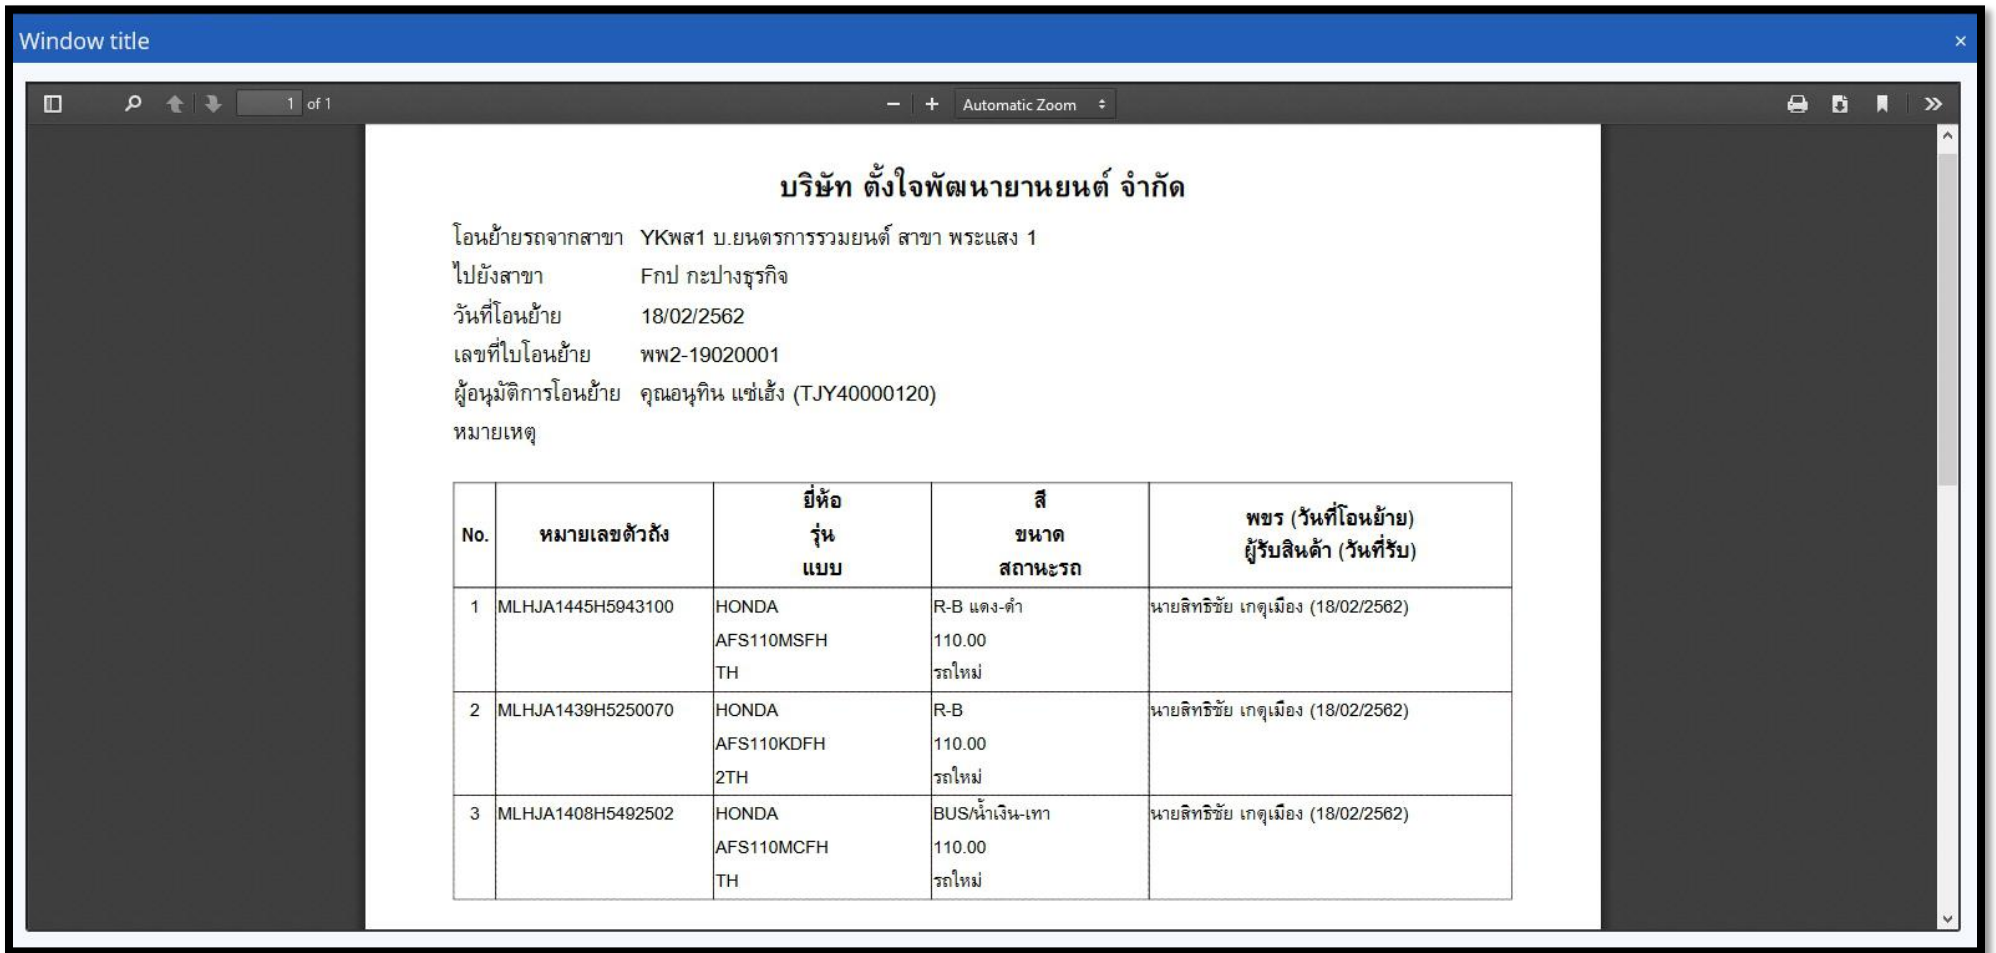 Window title ×
1 of 1 Automatic Zoom
บริษัท ตั้งใจพัฒนายานยนต์ จำกัด
โอนย้ายรถจากสาขา YKพส1 บ.ยนตรการรวมยนต์ สาขา พระแสง 1
ไปยังสาขา Fกป กะปางธุรกิจ
วันที่โอนย้าย 18/02/2562
เลขที่ใบโอนย้าย พพ2-19020001
ผู้อนุมัติการโอนย้าย คุณอนุทิน แซ่เฮ้ง (TJY40000120)
หมายเหตุ
No. หมายเลขตัวถัง ยี่ห้อ รุ่น แบบ สี ขนาด สถานะรถ พขร (วันที่โอนย้าย) ผู้รับสินค้า (วันที่รับ)
1 MLHJA1445H5943100 HONDA R-B แดง-ดำ นายสิทธิชัย เกตุเมือง (18/02/2562)
AFS110MSFH 110.00
TH รถใหม่
2 MLHJA1439H5250070 HONDA R-B นายสิทธิชัย เกตุเมือง (18/02/2562)
AFS110KDFH 110.00
2TH รถใหม่
3 MLHJA1408H5492502 HONDA BUS/น้ำเงิน-เทา นายสิทธิชัย เกตุเมือง (18/02/2562)
AFS110MCFH 110.00
TH รถใหม่